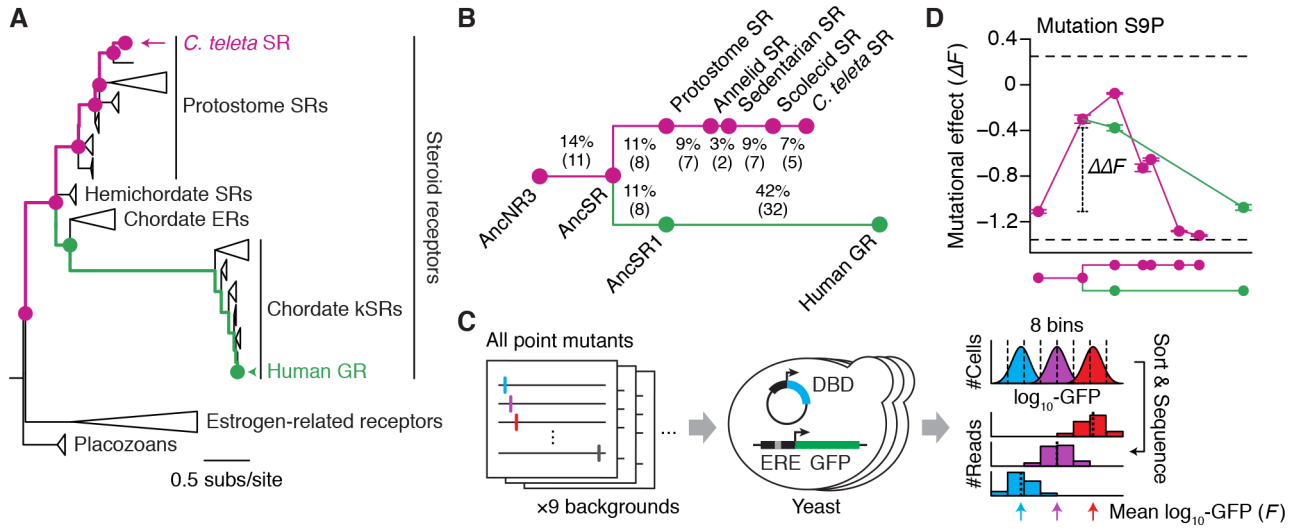 A
C. teleta SR
Protostome SRs
Hemichordate SRs
Chordate ERs
Chordate kSRs
Human GR
Steroid receptors
Estrogen-related receptors
Placozoans
0.5 subs/site
B
Protostome SR
Annelid SR
Sedentarian SR
Scolecid SR
C. teleta SR
14%
(11)
11%
(8)
9%
(7)
3%
(2)
9%
(7)
7%
(5)
11%
(8)
42%
(32)
AncNR3
AncSR
AncSR1
Human GR
C
All point mutants
...
...
×9 backgrounds
DBD
ERE GFP
Yeast
8 bins
#Cells
log10-GFP
#Reads
Sort & Sequence
Mean log10-GFP (F)
D
Mutation S9P
Mutational effect (ΔF)
0.4
0
−0.4
−0.8
−1.2
ΔΔF